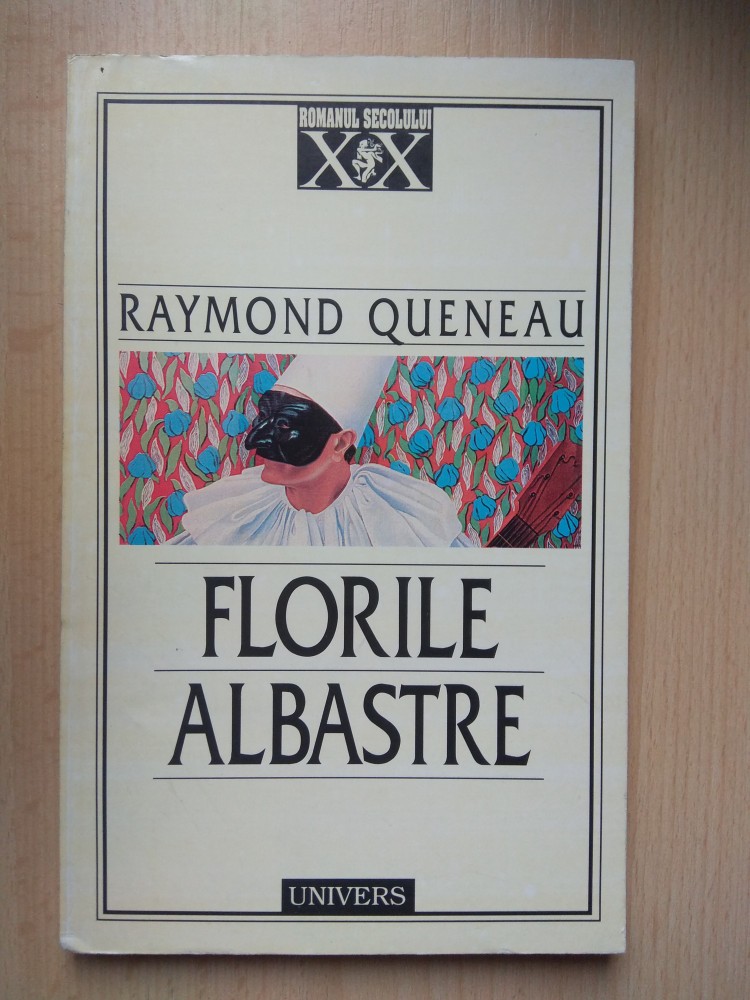 ROMANUL SECOLULUI
XX
RAYMOND QUENEAU
FLORILE
ALBASTRE
UNIVERS